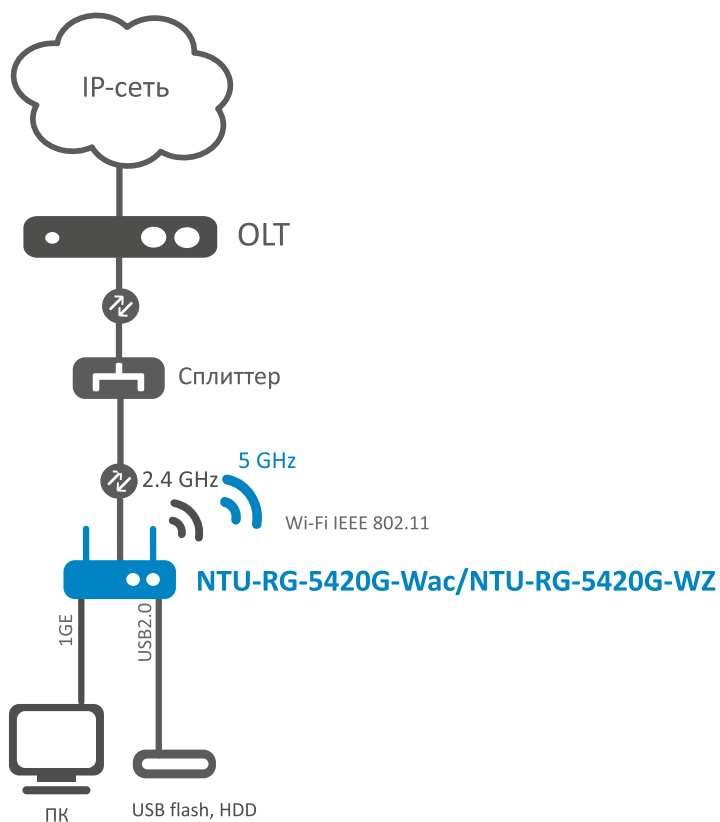 IP-сеть
OLT
Сплиттер
5 GHz
2.4 GHz
Wi-Fi IEEE 802.11
NTU-RG-5420G-Wac/NTU-RG-5420G-WZ
1GE
USB2.0
ПК
USB flash, HDD